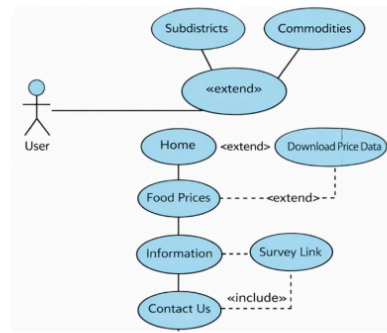 Subdistricts
Commodities
«extend»
User
Home
<extend>
Download Price Data
Food Prices
<extend>
Information
Survey Link
«include»
Contact Us